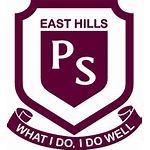 EAST HILLS
PS
WHAT I DO, I DO WELL